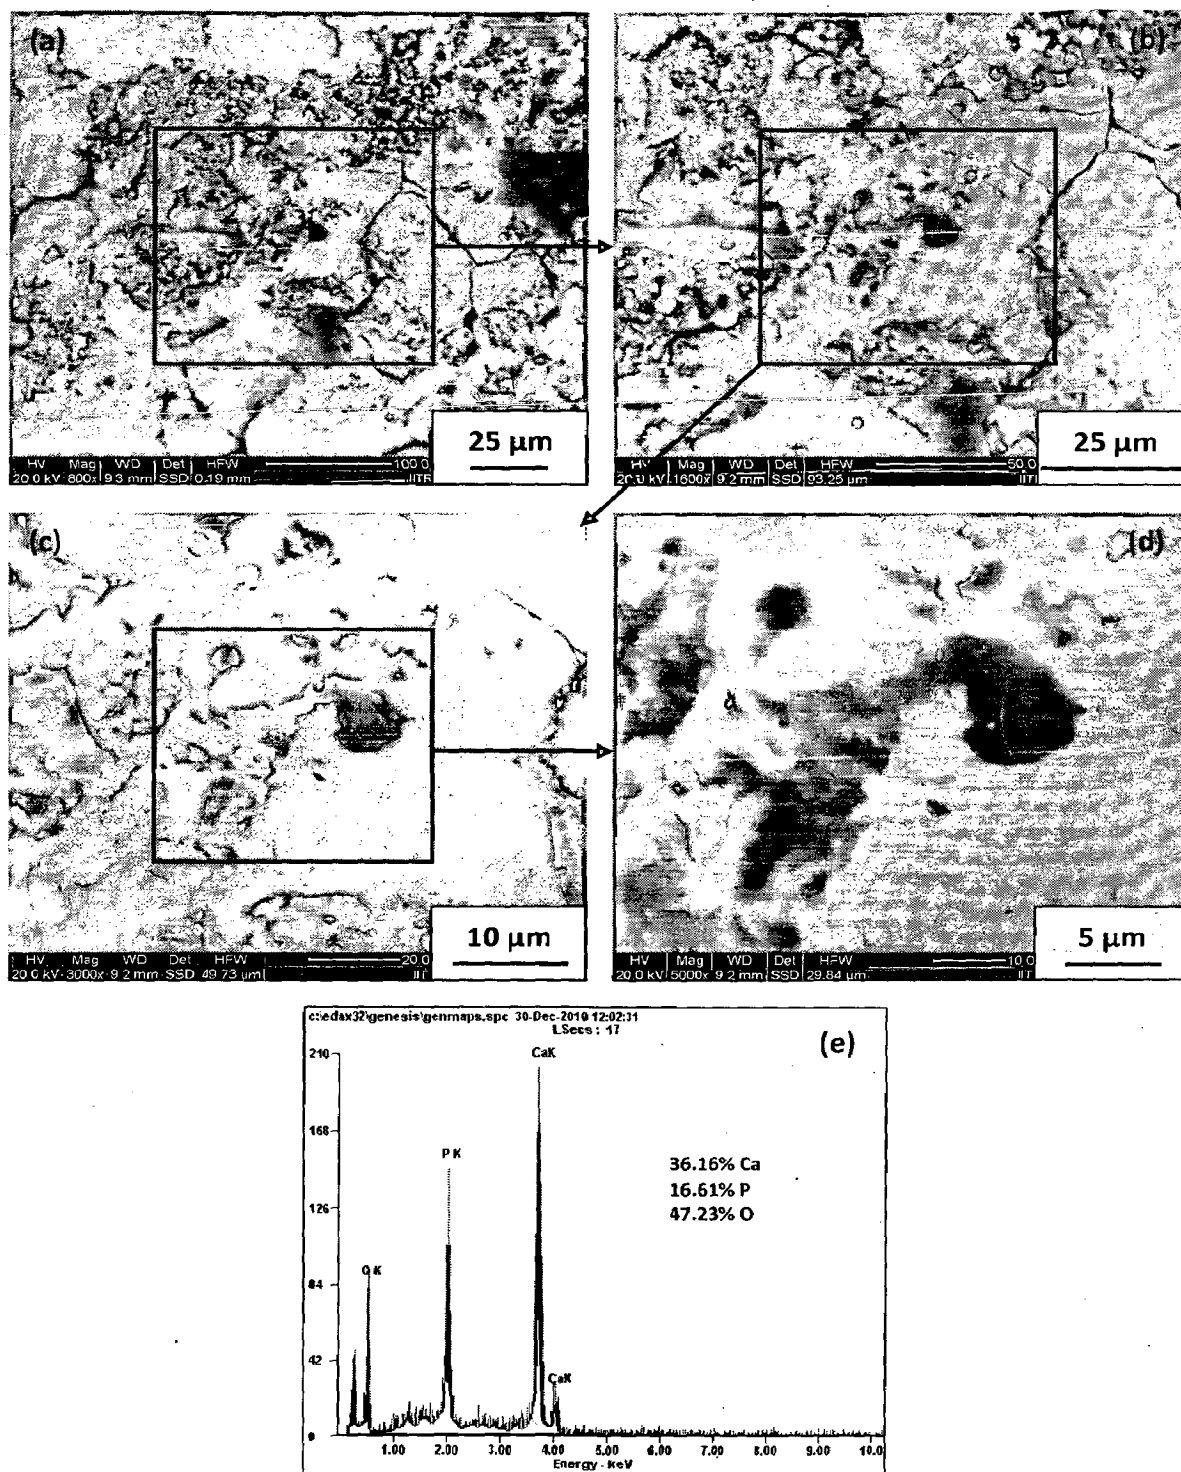 (a)
25 µm
HV Mag WD Det HFW 100.0
20.0 kV 800x 9.3 mm SSD 0.19 mm IITR
(b)
25 µm
HV Mag WD Det HFW 50.0
20.0 kV 1600x 9.2 mm SSD 93.25 µm IITR
(c)
10 µm
HV Mag WD Det HFW 20.0
20.0 kV 3000x 9.2 mm SSD 49.73 µm IIT
(d)
5 µm
HV Mag WD Det HFW 10.0
20.0 kV 5000x 9.2 mm SSD 29.84 µm IITR
c:\edax32\genesis\genmaps.spc 30-Dec-2010 12:02:31
LSecs : 17
(e)
CaK
210
168
P K
36.16% Ca
16.61% P
126
47.23% O
O K
84
42
CaK
0
1.00 2.00 3.00 4.00 5.00 6.00 7.00 8.00 9.00 10.0
Energy - keV